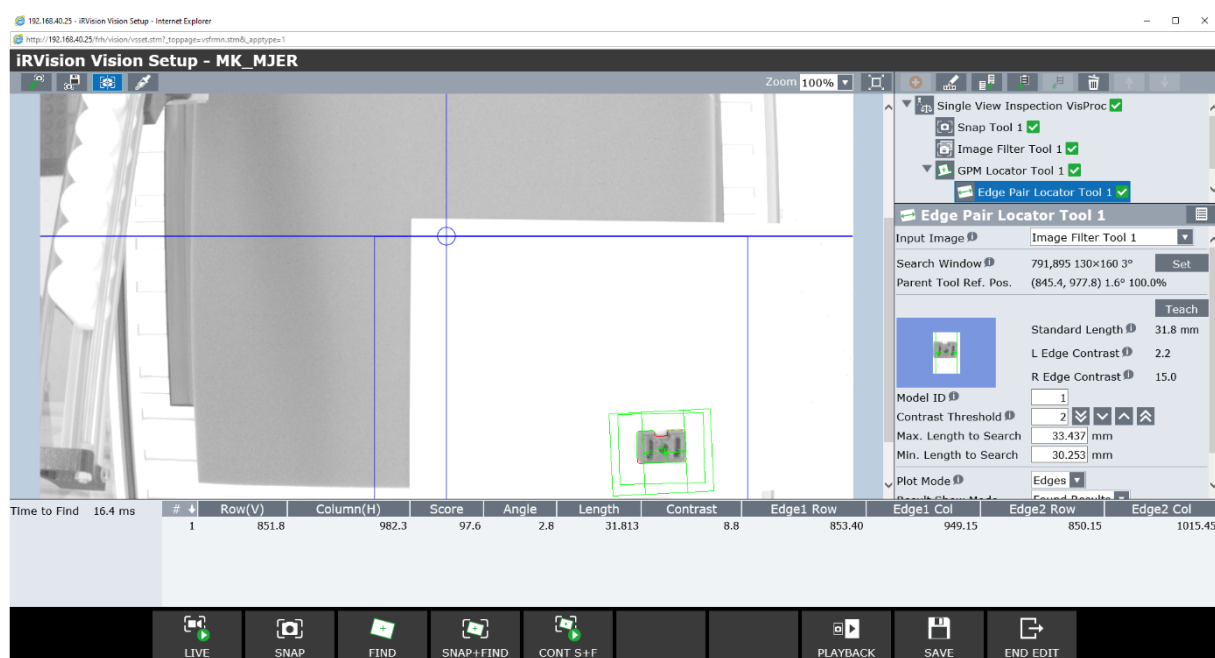 192.168.40.25 - iRVision Vision Setup - Internet Explorer
http://192.168.40.25/frh/vision/vsset.stm?_toppage=vsfrmn.stm&_apptype=1
iRVision Vision Setup - MK_MJER
Zoom 100%
Single View Inspection VisProc
Snap Tool 1
Image Filter Tool 1
GPM Locator Tool 1
Edge Pair Locator Tool 1
Edge Pair Locator Tool 1
Input Image Image Filter Tool 1
Search Window 791,895 130×160 3° Set
Parent Tool Ref. Pos. (845.4, 977.8) 1.6° 100.0%
Teach
Standard Length 31.8 mm
L Edge Contrast 2.2
R Edge Contrast 15.0
Model ID 1
Contrast Threshold 2
Max. Length to Search 33.437 mm
Min. Length to Search 30.253 mm
Plot Mode Edges
Result Show Mode Found Results
Time to Find 16.4 ms
# Row(V) Column(H) Score Angle Length Contrast Edge1 Row Edge1 Col Edge2 Row Edge2 Col
1 851.8 982.3 97.6 2.8 31.813 8.8 853.40 949.15 850.15 1015.45
LIVE SNAP FIND SNAP+FIND CONT S+F PLAYBACK SAVE END EDIT